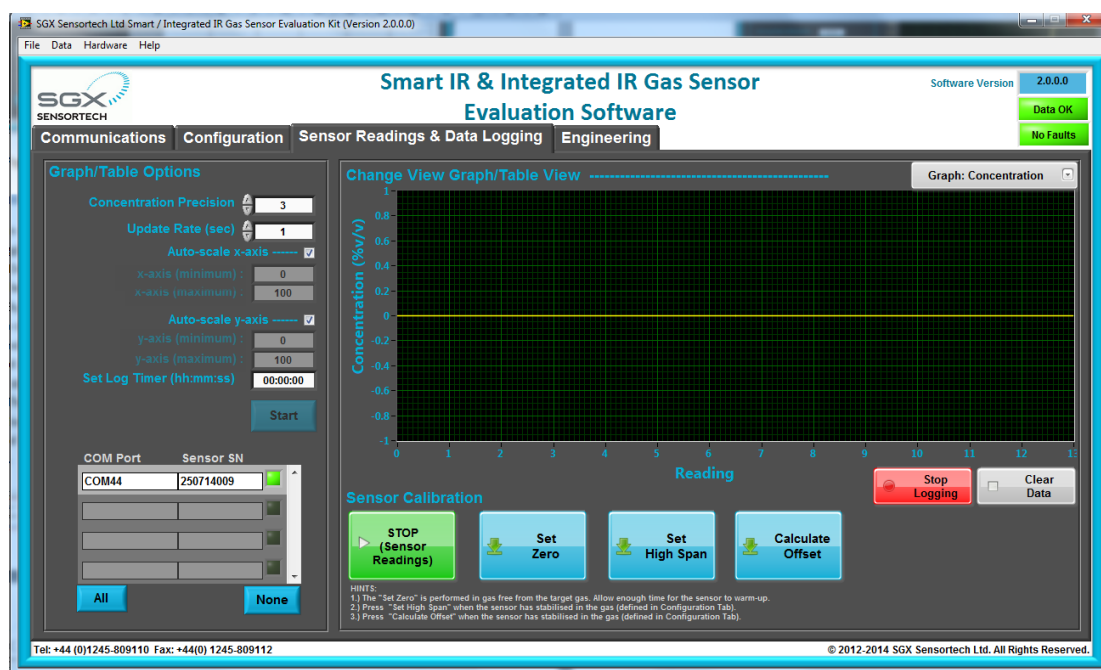 SGX Sensortech Ltd Smart / Integrated IR Gas Sensor Evaluation Kit (Version 2.0.0.0)
File Data Hardware Help
SGX
SENSORTECH
Smart IR & Integrated IR Gas Sensor
Evaluation Software
Software Version 2.0.0.0
Data OK
No Faults
Communications Configuration Sensor Readings & Data Logging Engineering
Graph/Table Options
Concentration Precision 3
Update Rate (sec) 1
Auto-scale x-axis ------
x-axis (minimum) : 0
x-axis (maximum) : 100
Auto-scale y-axis ------
y-axis (minimum) : 0
y-axis (maximum) : 100
Set Log Timer (hh:mm:ss) 00:00:00
Start
COM Port Sensor SN
COM44 250714009
All None
Change View Graph/Table View
Graph: Concentration
Concentration (%v/v)
1
0.8
0.6
0.4
0.2
0
-0.2
-0.4
-0.6
-0.8
-1
0 1 2 3 4 5 6 7 8 9 10 11 12 13
Reading
Stop
Logging
Clear
Data
Sensor Calibration
STOP
(Sensor
Readings)
Set
Zero
Set
High Span
Calculate
Offset
HINTS:
1.) The "Set Zero" is performed in gas free from the target gas. Allow enough time for the sensor to warm-up.
2.) Press "Set High Span" when the sensor has stabilised in the gas (defined in Configuration Tab).
3.) Press "Calculate Offset" when the sensor has stabilised in the gas (defined in Configuration Tab).
Tel: +44 (0)1245-809110 Fax: +44(0) 1245-809112
© 2012-2014 SGX Sensortech Ltd. All Rights Reserved.